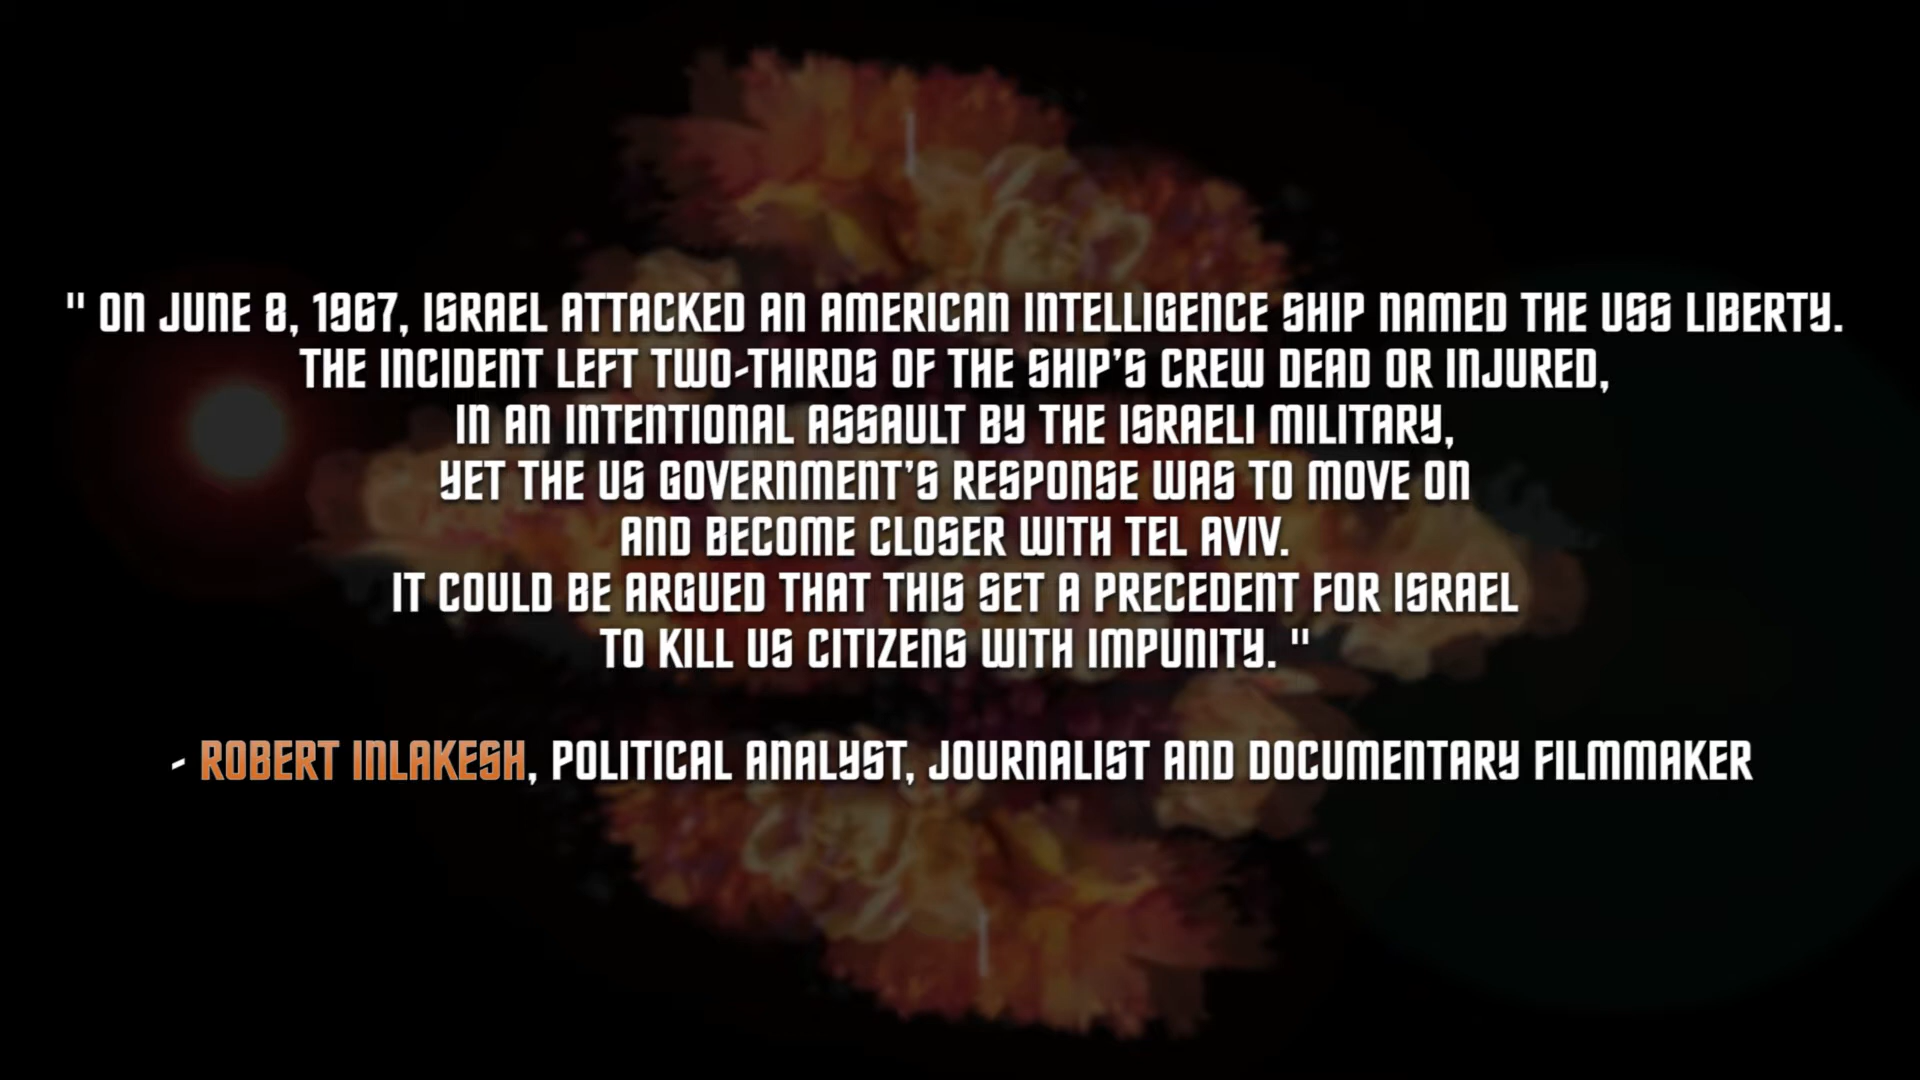 " ON JUNE 8, 1967, ISRAEL ATTACKED AN AMERICAN INTELLIGENCE SHIP NAMED THE USS LIBERTY.
THE INCIDENT LEFT TWO-THIRDS OF THE SHIP'S CREW DEAD OR INJURED,
IN AN INTENTIONAL ASSAULT BY THE ISRAELI MILITARY,
YET THE US GOVERNMENT'S RESPONSE WAS TO MOVE ON
AND BECOME CLOSER WITH TEL AVIV.
IT COULD BE ARGUED THAT THIS SET A PRECEDENT FOR ISRAEL
TO KILL US CITIZENS WITH IMPUNITY. "
- ROBERT INLAKESH, POLITICAL ANALYST, JOURNALIST AND DOCUMENTARY FILMMAKER